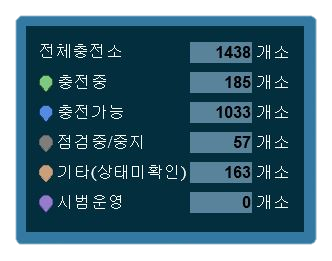 전체충전소 1438 개소
충전중 185 개소
충전가능 1033 개소
점검중/중지 57 개소
기타(상태미확인) 163 개소
시범운영 0 개소